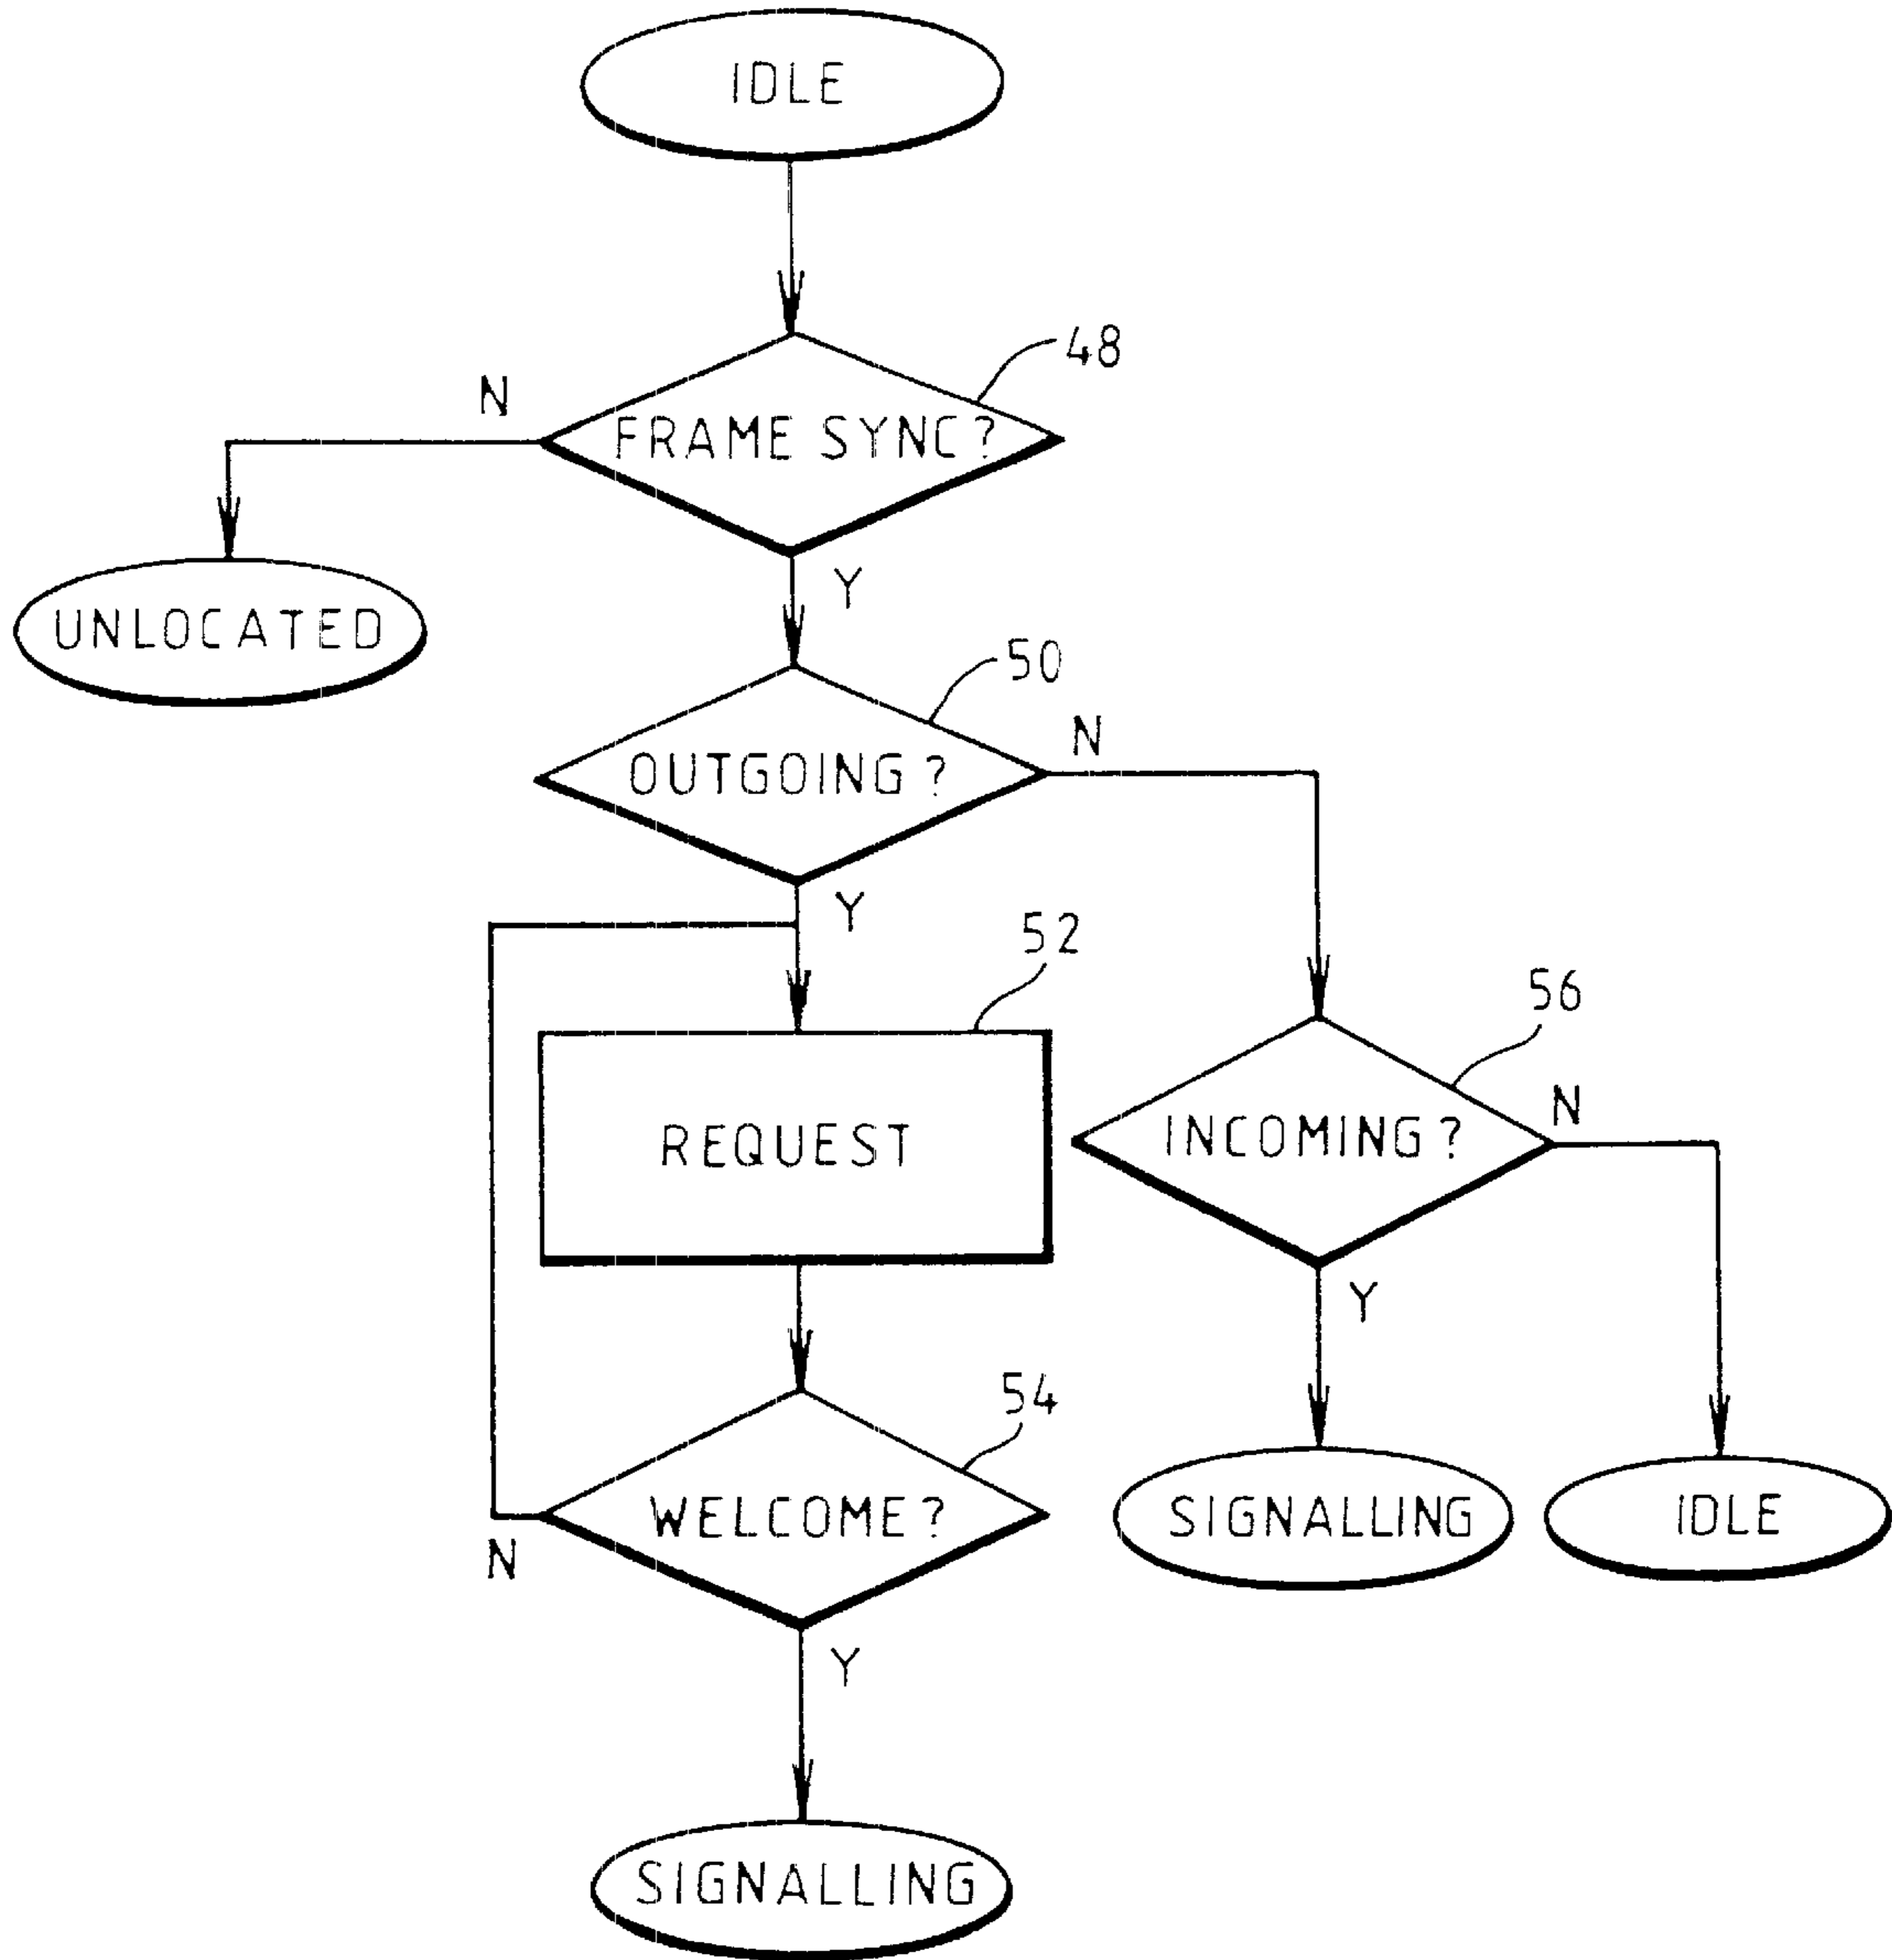 IDLE
48
N
FRAME SYNC?
Y
UNLOCATED
50
N
OUTGOING?
Y
52
56
N
REQUEST
INCOMING?
Y
54
WELCOME?
SIGNALLING
IDLE
N
Y
SIGNALLING